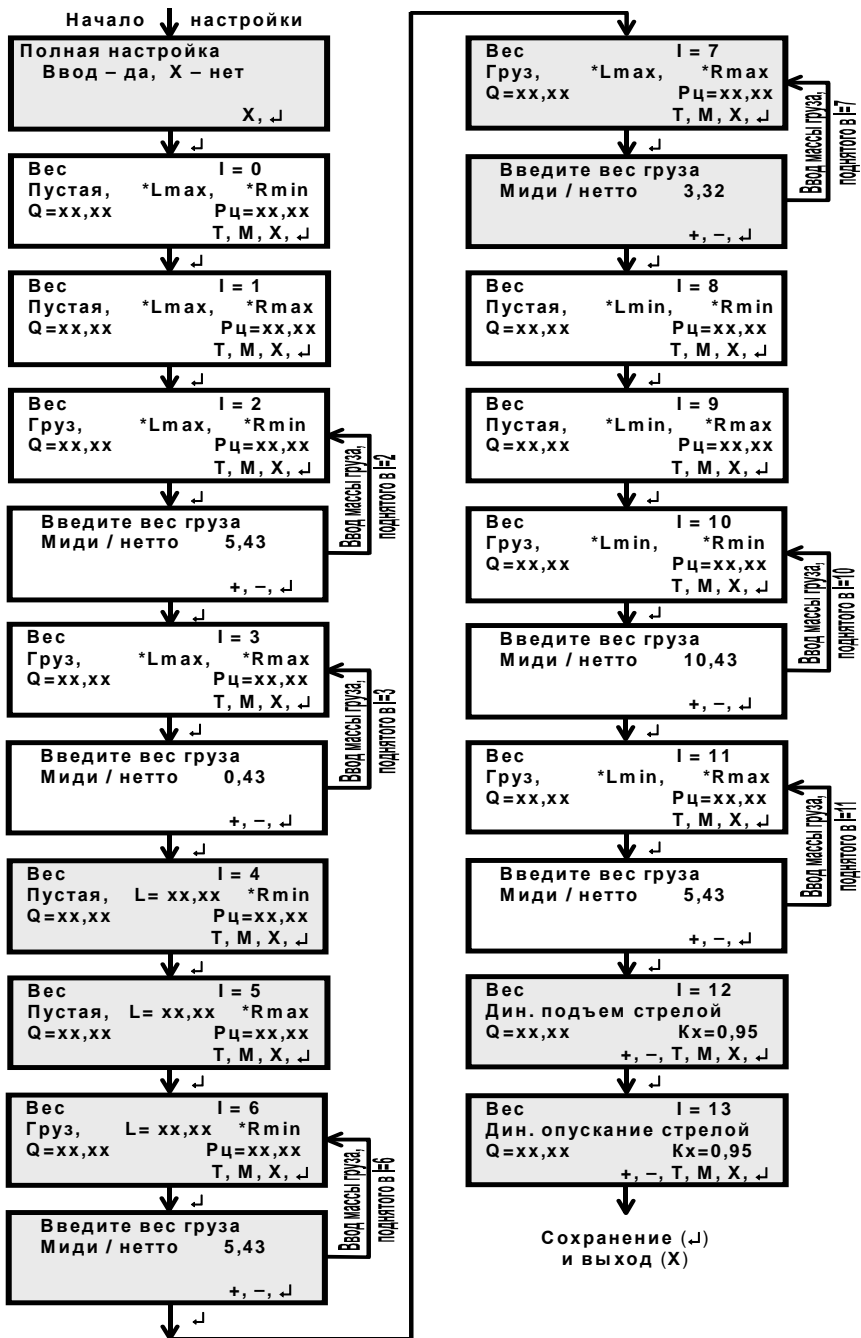 Начало настройки
Полная настройка
Ввод – да, X – нет
X, ↵
↵
Вес I = 0
Пустая, *Lmax, *Rmin
Q=xx,xx Рц=xx,xx
T, M, X, ↵
↵
Вес I = 1
Пустая, *Lmax, *Rmax
Q=xx,xx Рц=xx,xx
T, M, X, ↵
↵
Вес I = 2
Груз, *Lmax, *Rmin
Q=xx,xx Рц=xx,xx
T, M, X, ↵
Ввод массы груза,
поднятого в I=2
↵
Введите вес груза
Миди / нетто 5,43
+, –, ↵
↵
Вес I = 3
Груз, *Lmax, *Rmax
Q=xx,xx Рц=xx,xx
T, M, X, ↵
Ввод массы груза,
поднятого в I=3
↵
Введите вес груза
Миди / нетто 0,43
+, –, ↵
↵
Вес I = 4
Пустая, L= xx,xx *Rmin
Q=xx,xx Рц=xx,xx
T, M, X, ↵
↵
Вес I = 5
Пустая, L= xx,xx *Rmax
Q=xx,xx Рц=xx,xx
T, M, X, ↵
↵
Вес I = 6
Груз, L= xx,xx *Rmin
Q=xx,xx Рц=xx,xx
T, M, X, ↵
Ввод массы груза,
поднятого в I=6
↵
Введите вес груза
Миди / нетто 5,43
+, –, ↵
↵
Вес I = 7
Груз, *Lmax, *Rmax
Q=xx,xx Рц=xx,xx
T, M, X, ↵
Ввод массы груза,
поднятого в I=7
↵
Введите вес груза
Миди / нетто 3,32
+, –, ↵
↵
Вес I = 8
Пустая, *Lmin, *Rmin
Q=xx,xx Рц=xx,xx
T, M, X, ↵
↵
Вес I = 9
Пустая, *Lmin, *Rmax
Q=xx,xx Рц=xx,xx
T, M, X, ↵
↵
Вес I = 10
Груз, *Lmin, *Rmin
Q=xx,xx Рц=xx,xx
T, M, X, ↵
Ввод массы груза,
поднятого в I=10
↵
Введите вес груза
Миди / нетто 10,43
+, –, ↵
↵
Вес I = 11
Груз, *Lmin, *Rmax
Q=xx,xx Рц=xx,xx
T, M, X, ↵
Ввод массы груза,
поднятого в I=11
↵
Введите вес груза
Миди / нетто 5,43
+, –, ↵
↵
Вес I = 12
Дин. подъем стрелой
Q=xx,xx Кх=0,95
+, –, T, M, X, ↵
↵
Вес I = 13
Дин. опускание стрелой
Q=xx,xx Кх=0,95
+, –, T, M, X, ↵
Сохранение (↵)
и выход (X)